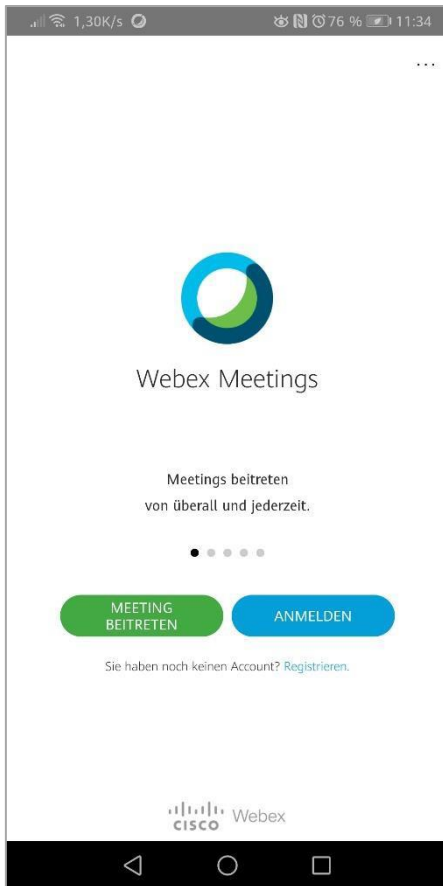 1,30K/s 76 % 11:34
...
Webex Meetings
Meetings beitreten
von überall und jederzeit.
MEETING
BEITRETEN
ANMELDEN
Sie haben noch keinen Account? Registrieren.
CISCO Webex